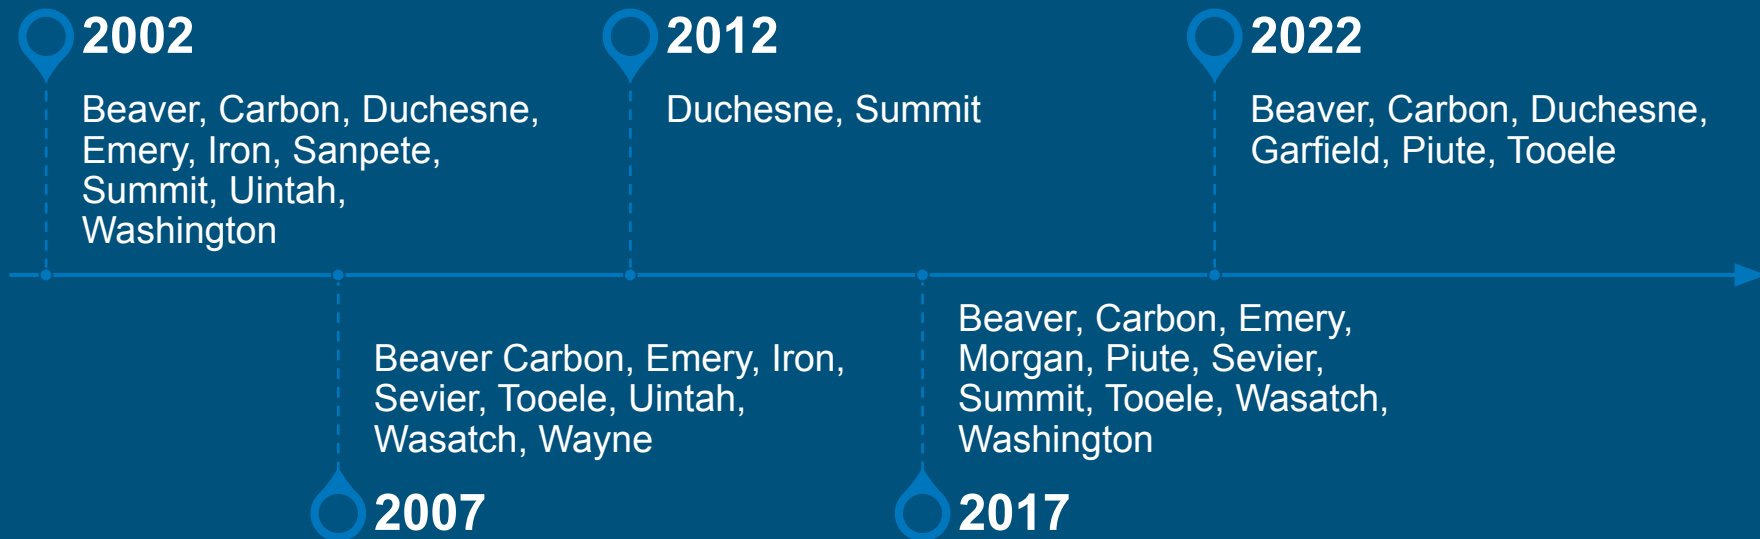 2002
Beaver, Carbon, Duchesne,
Emery, Iron, Sanpete,
Summit, Uintah,
Washington
2012
Duchesne, Summit
2022
Beaver, Carbon, Duchesne,
Garfield, Piute, Tooele
Beaver Carbon, Emery, Iron,
Sevier, Tooele, Uintah,
Wasatch, Wayne
2007
Beaver, Carbon, Emery,
Morgan, Piute, Sevier,
Summit, Tooele, Wasatch,
Washington
2017